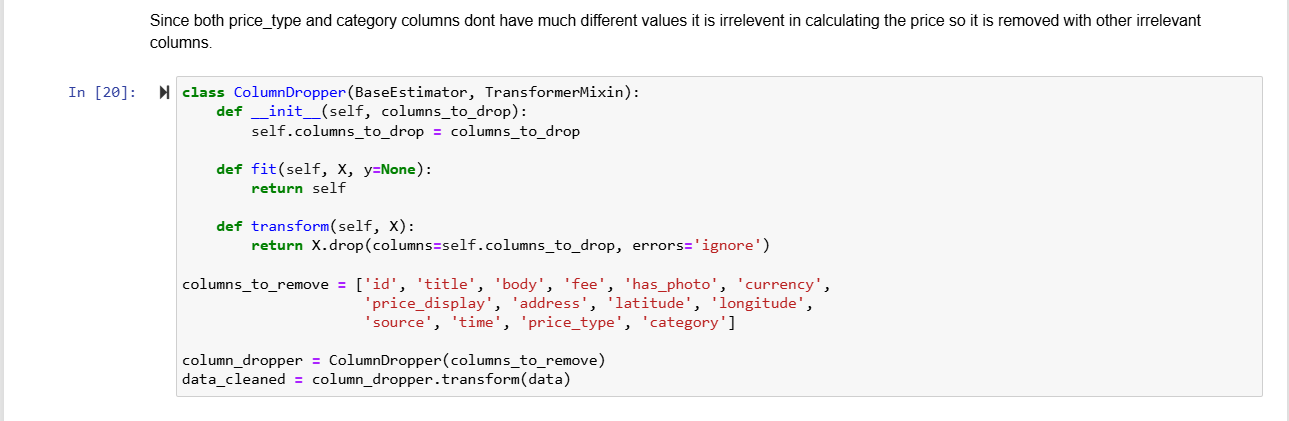 Since both price_type and category columns dont have much different values it is irrelevent in calculating the price so it is removed with other irrelevant
columns.
In [20]:
class ColumnDropper(BaseEstimator, TransformerMixin):
    def __init__(self, columns_to_drop):
        self.columns_to_drop = columns_to_drop
    def fit(self, X, y=None):
        return self
    def transform(self, X):
        return X.drop(columns=self.columns_to_drop, errors='ignore')
columns_to_remove = ['id', 'title', 'body', 'fee', 'has_photo', 'currency',
                     'price_display', 'address', 'latitude', 'longitude',
                     'source', 'time', 'price_type', 'category']
column_dropper = ColumnDropper(columns_to_remove)
data_cleaned = column_dropper.transform(data)